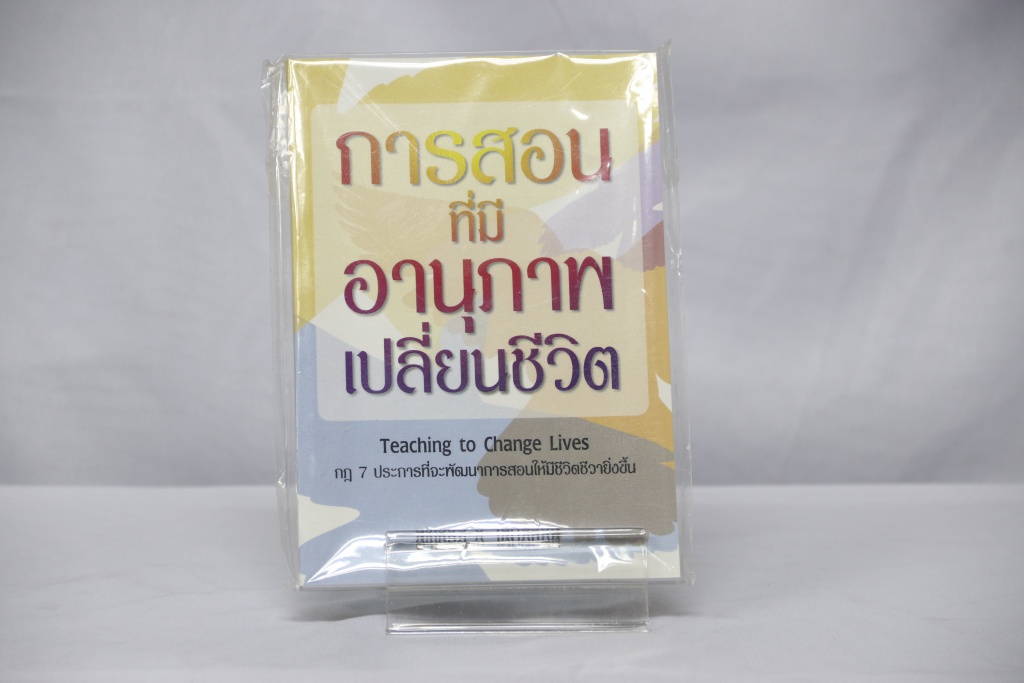 การสอน
ที่มี
อานุภาพ
เปลี่ยนชีวิต
Teaching to Change Lives
กฎ 7 ประการที่จะพัฒนาการสอนให้มีชีวิตชีวายิ่งขึ้น